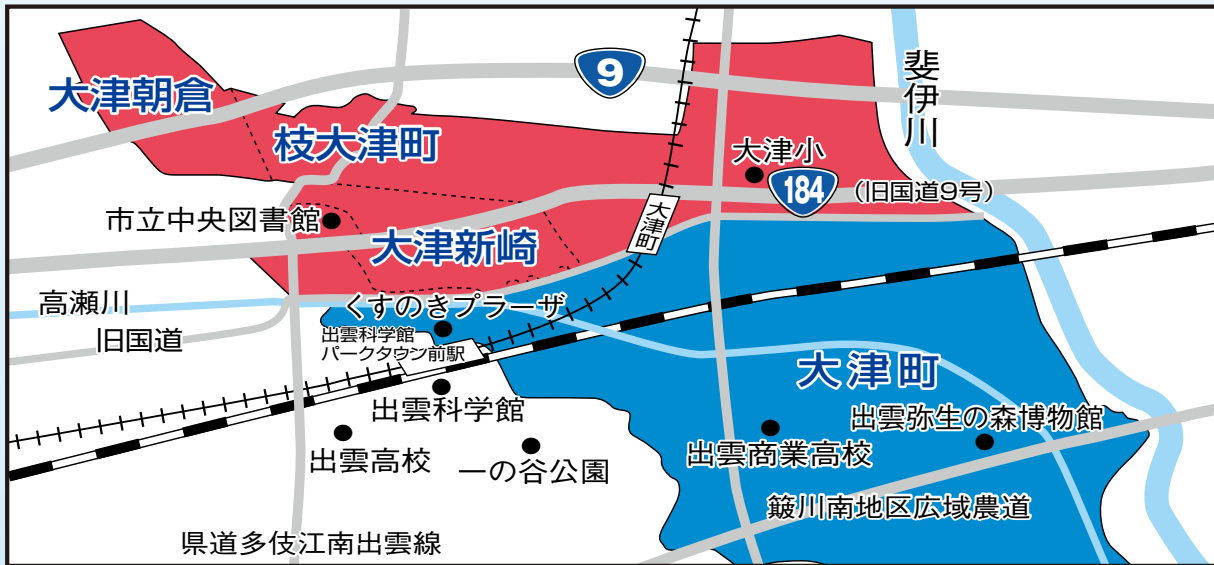 9
斐伊川
大津朝倉
枝大津町
大津小
184
(旧国道9号)
市立中央図書館
大津新崎
大津町
高瀬川
くすのきプラーザ
旧国道
出雲科学館
パークタウン前駅
大津町
出雲科学館
出雲弥生の森博物館
出雲高校
一の谷公園
出雲商業高校
簸川南地区広域農道
県道多伎江南出雲線